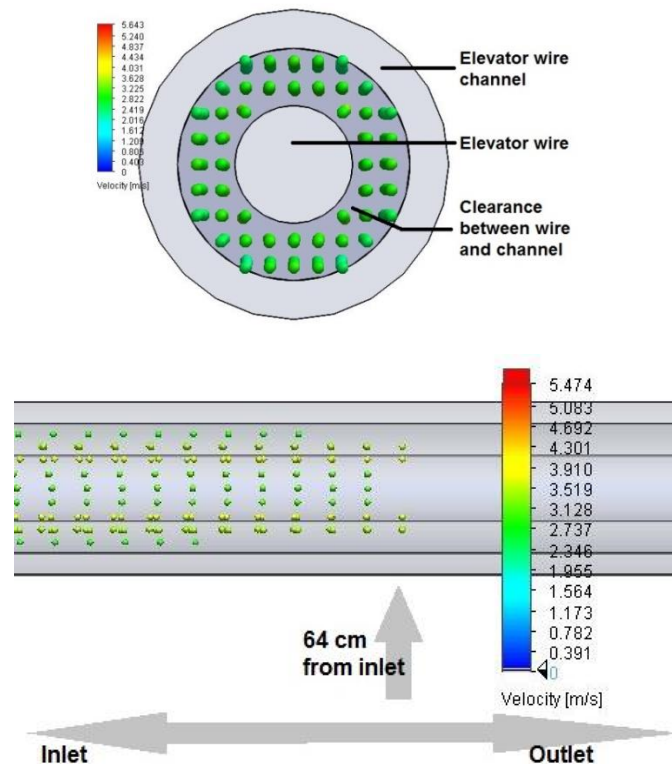 5.643
5.240
4.837
4.434
4.031
3.628
3.225
2.822
2.419
2.016
1.612
1.209
0.806
0.403
0
Velocity [m/s]
Elevator wire
channel
Elevator wire
Clearance
between wire
and channel
5.474
5.083
4.692
4.301
3.910
3.519
3.128
2.737
2.346
1.955
1.564
1.173
0.782
0.391
0
Velocity [m/s]
64 cm
from inlet
Inlet
Outlet